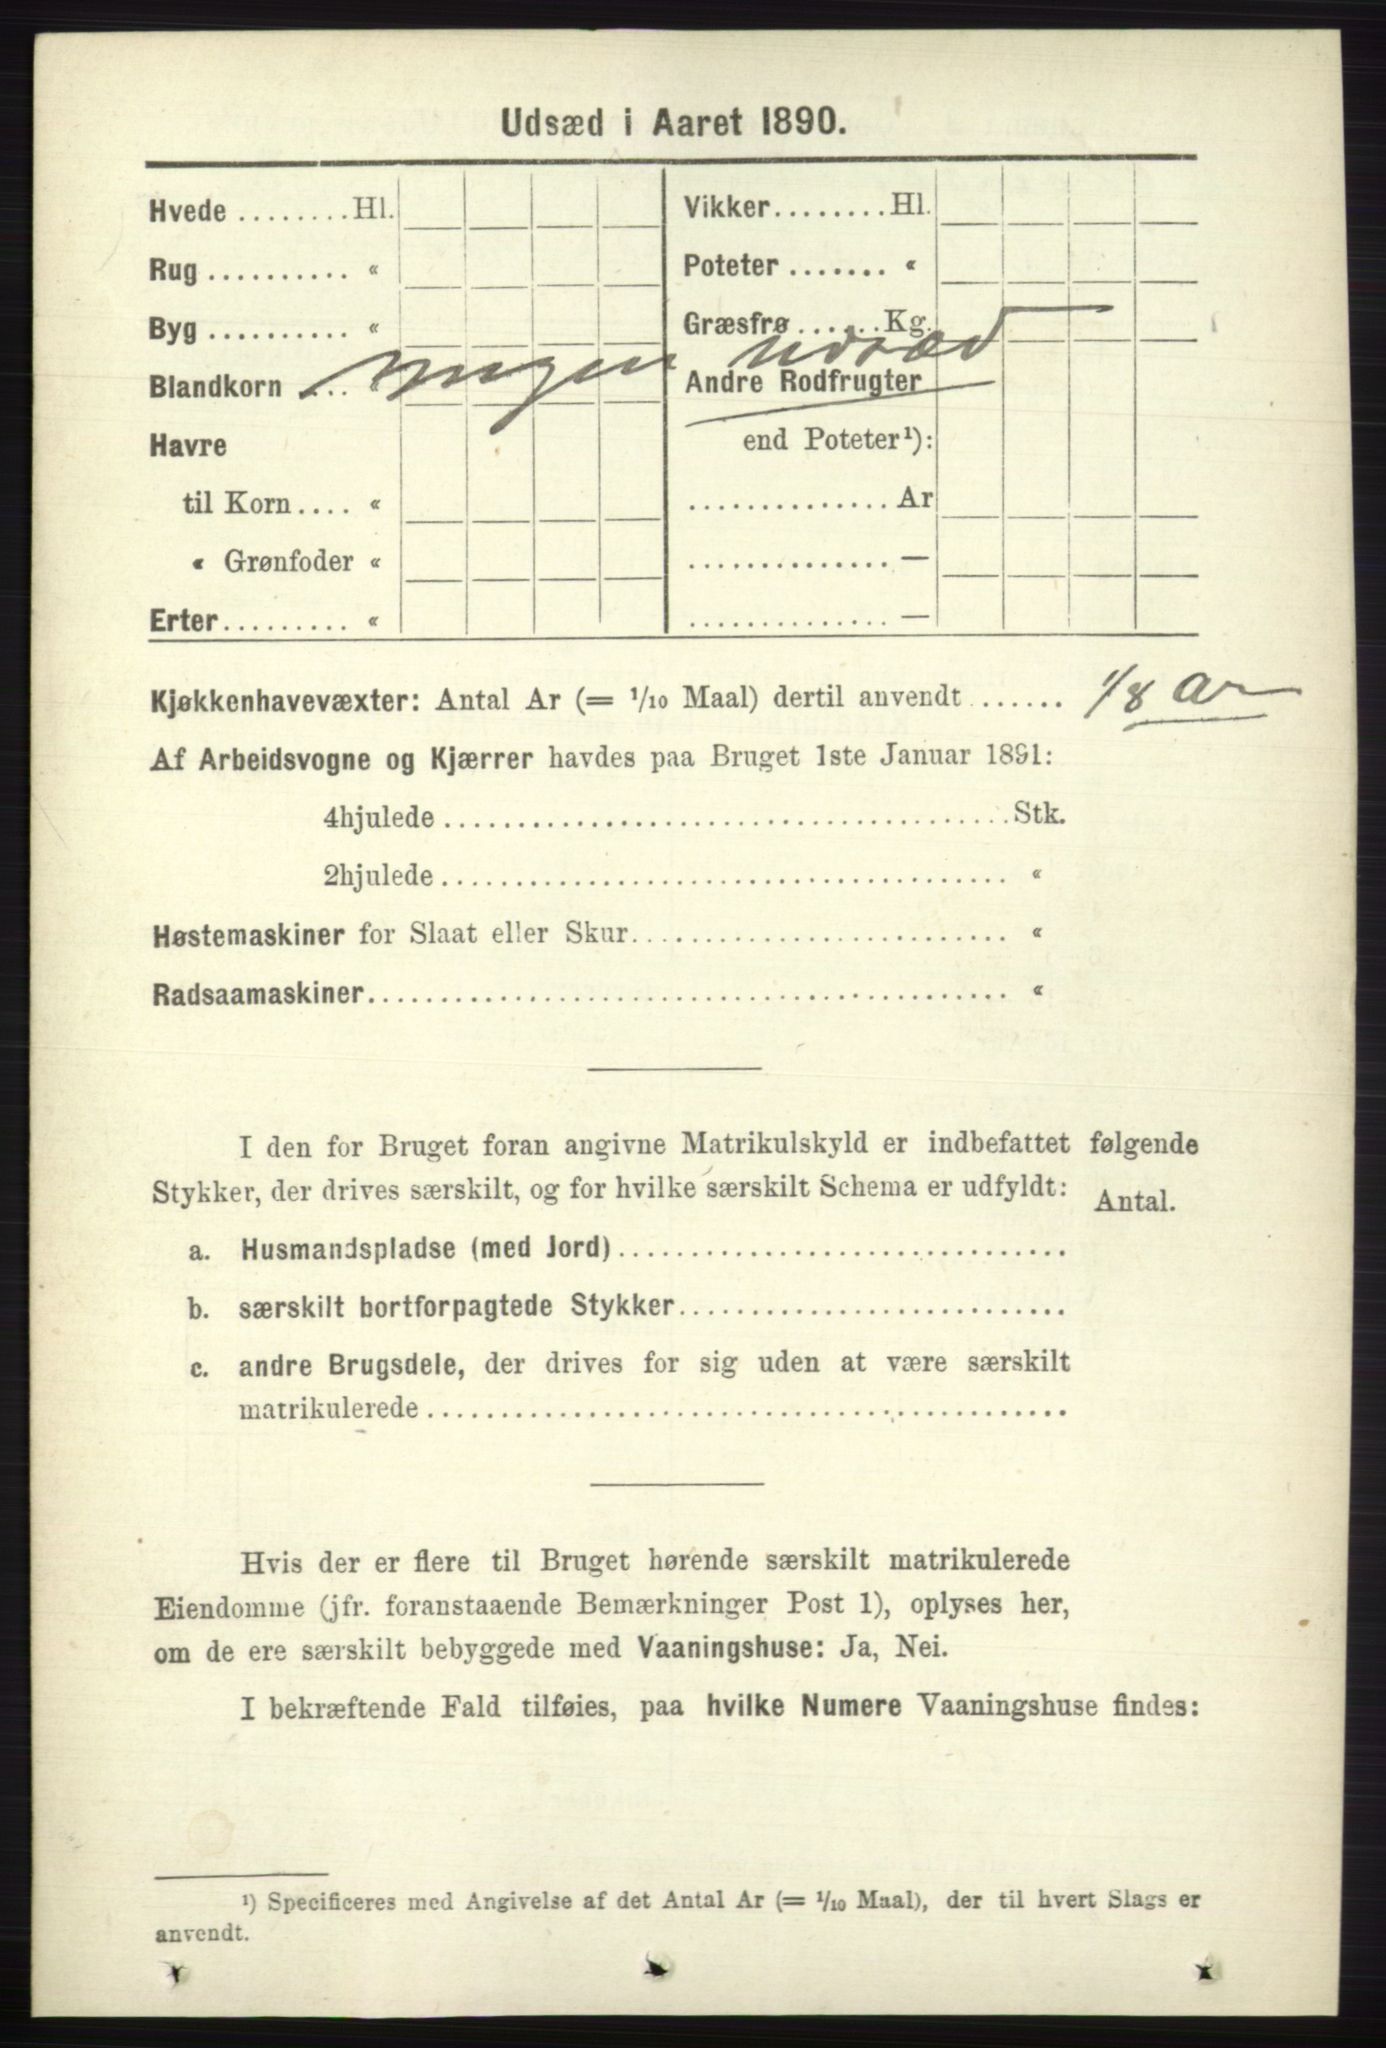 Udsæd i Aaret 1890.
Hvede ........ Hl.
Rug .......... "
Byg .......... "
Blandkorn .... "
Havre
til Korn .... "
" Grønfoder "
Erter ......... "
Vikker ........ Hl.
Poteter ....... "
Græsfrø ...... Kg.
Andre Rodfrugter
end Poteter¹):
.............. Ar
.............. —
.............. —
ingen udsæd
Kjøkkenhavevæxter: Antal Ar (= 1/10 Maal) dertil anvendt ...... 1/8 Ar
Af Arbeidsvogne og Kjærrer havdes paa Bruget 1ste Januar 1891:
4hjulede ...................................... Stk.
2hjulede ...................................... "
Høstemaskiner for Slaat eller Skur ......................... "
Radsaamaskiner ........................................... "
I den for Bruget foran angivne Matrikulskyld er indbefattet følgende
Stykker, der drives særskilt, og for hvilke særskilt Schema er udfyldt: Antal.
a. Husmandspladse (med Jord) ..............................
b. særskilt bortforpagtede Stykker ..........................
c. andre Brugsdele, der drives for sig uden at være særskilt
matrikulerede ...........................................
Hvis der er flere til Bruget hørende særskilt matrikulerede
Eiendomme (jfr. foranstaaende Bemærkninger Post 1), oplyses her,
om de ere særskilt bebyggede med Vaaningshuse: Ja, Nei.
I bekræftende Fald tilføies, paa hvilke Numere Vaaningshuse findes:
¹) Specificeres med Angivelse af det Antal Ar (= 1/10 Maal), der til hvert Slags er
anvendt.